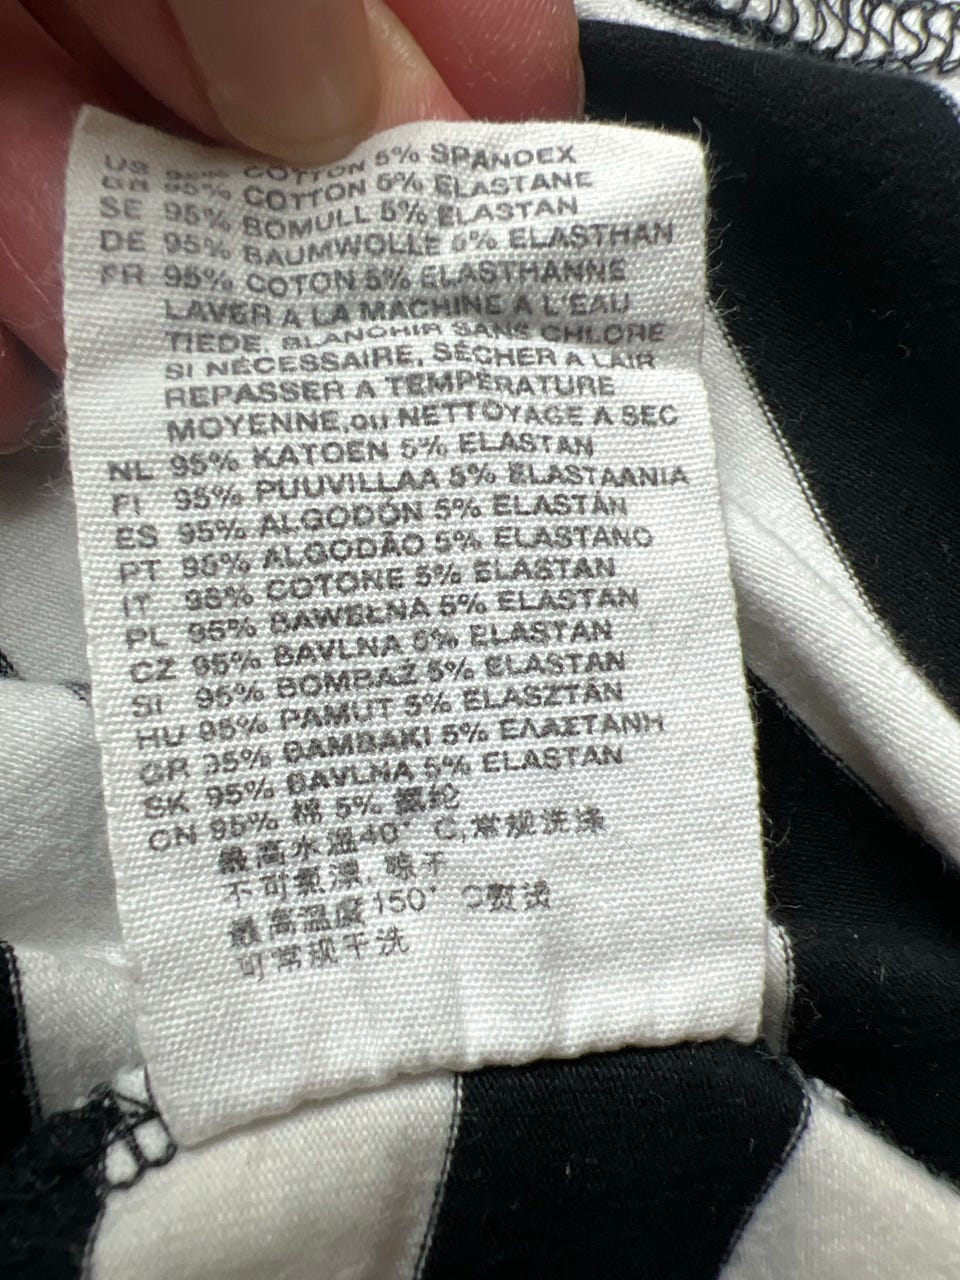 US 95% COTTON 5% SPANDEX
GB 95% COTTON 5% ELASTANE
SE 95% BOMULL 5% ELASTAN
DE 95% BAUMWOLLE 5% ELASTHAN
FR 95% COTON 5% ELASTHANNE
LAVER A LA MACHINE A L'EAU
TIEDE, BLANCHIR SANS CHLORE
SI NÉCESSAIRE, SÉCHER A L'AIR
REPASSER A TEMPÉRATURE
MOYENNE,ou NETTOYAGE A SEC
NL 95% KATOEN 5% ELASTAN
FI 95% PUUVILLAA 5% ELASTAANIA
ES 95% ALGODÓN 5% ELASTÁN
PT 95% ALGODÃO 5% ELASTANO
IT 95% COTONE 5% ELASTAN
PL 95% BAWEŁNA 5% ELASTAN
CZ 95% BAVLNA 5% ELASTAN
SI 95% BOMBAŽ 5% ELASTAN
HU 95% PAMUT 5% ELASZTÁN
GR 95% BAMBAKI 5% ΕΛΑΣΤΑΝΗ
SK 95% BAVLNA 5% ELASTAN
CN 95% 棉 5% 氨纶
最高水温40°C,常规洗涤
不可氯漂,晾干
最高温度150°C熨烫
可常规干洗